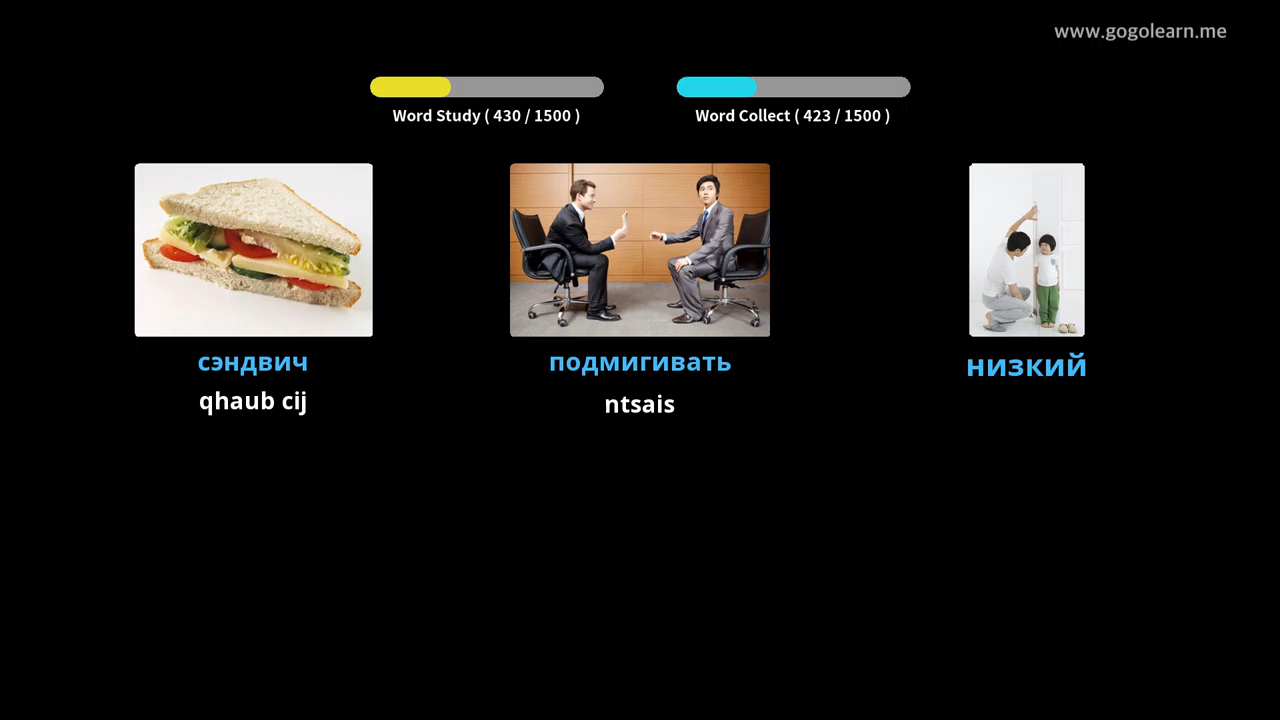 www.gogolearn.me
Word Study ( 430 / 1500 )
Word Collect ( 423 / 1500 )
сэндвич
подмигивать
низкий
qhaub cij
ntsais